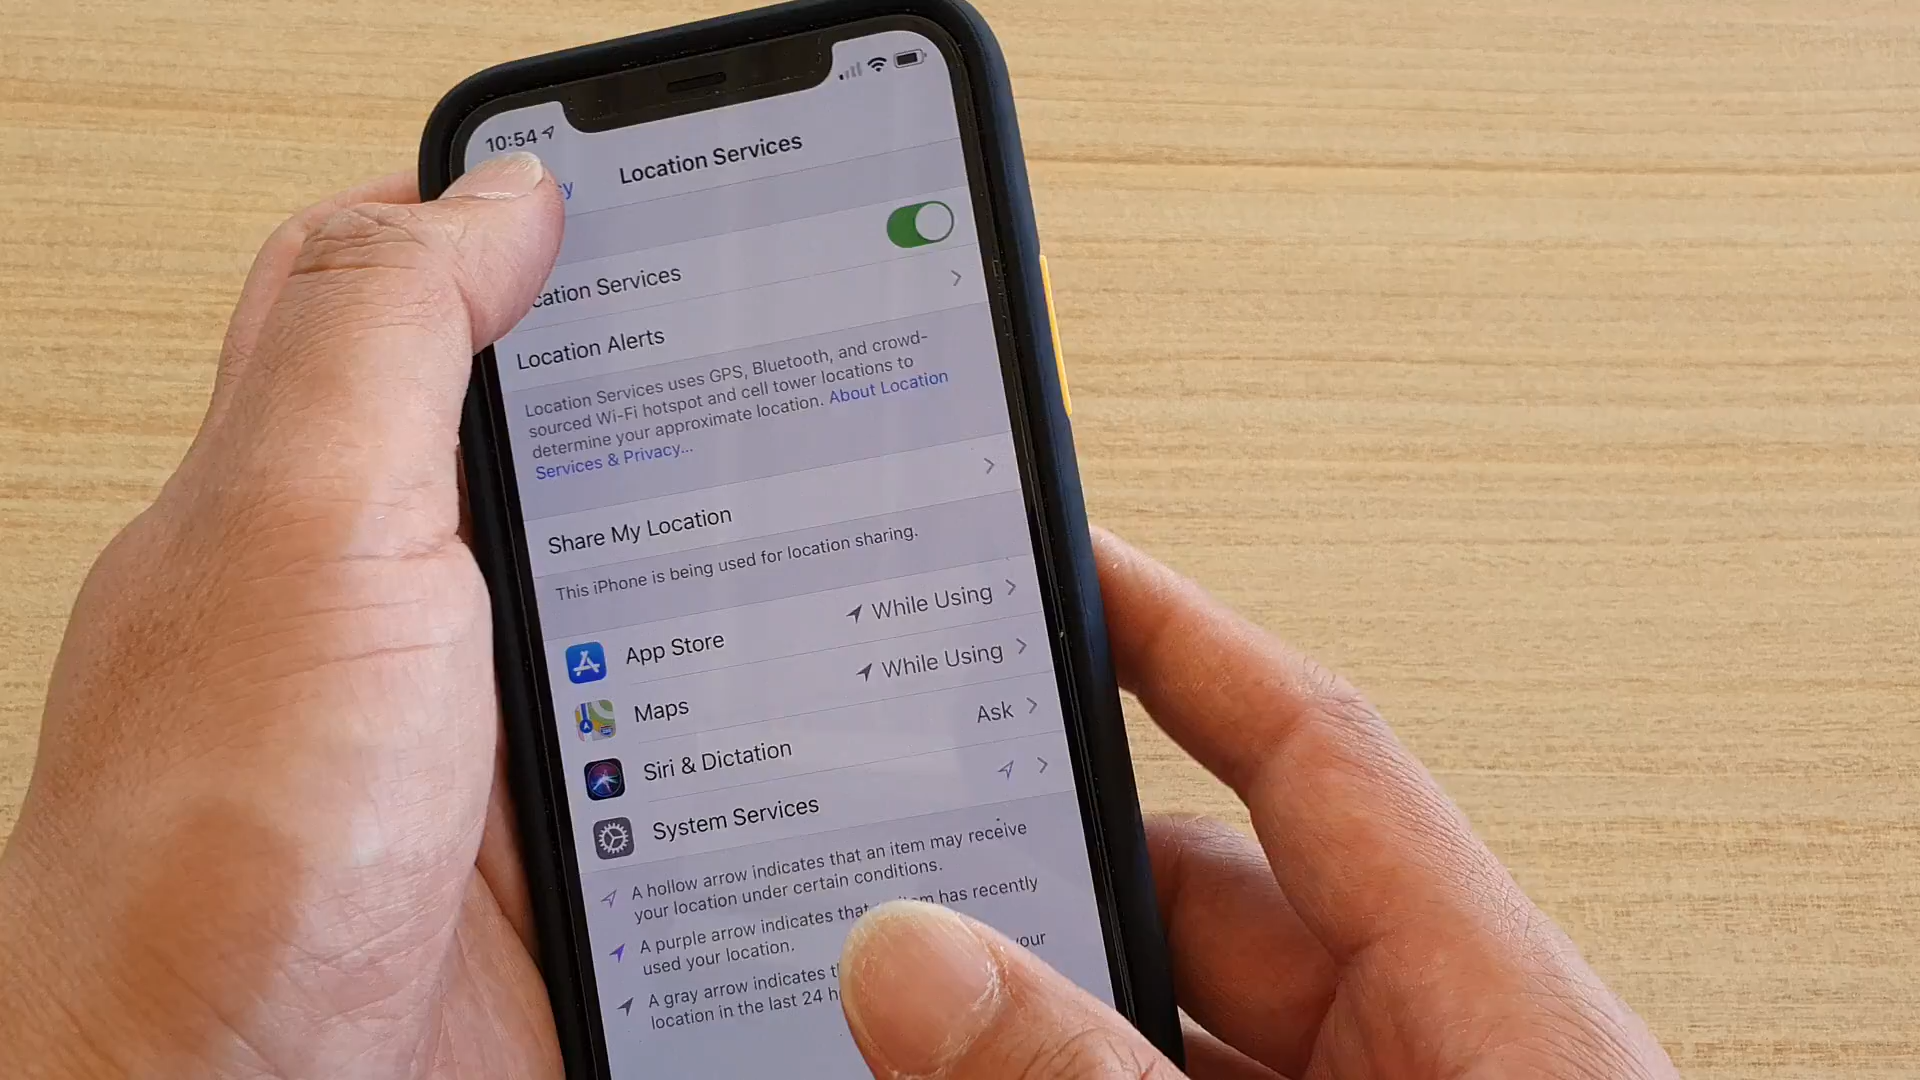 10:54
Location Services
cation Services
Location Alerts
Location Services uses GPS, Bluetooth, and crowd-
sourced Wi-Fi hotspot and cell tower locations to
determine your approximate location. About Location
Services & Privacy...
Share My Location
This iPhone is being used for location sharing.
App Store While Using
Maps While Using
Siri & Dictation Ask
System Services
A hollow arrow indicates that an item may receive
your location under certain conditions.
A purple arrow indicates that item has recently
used your location.
A gray arrow indicates your
location in the last 24